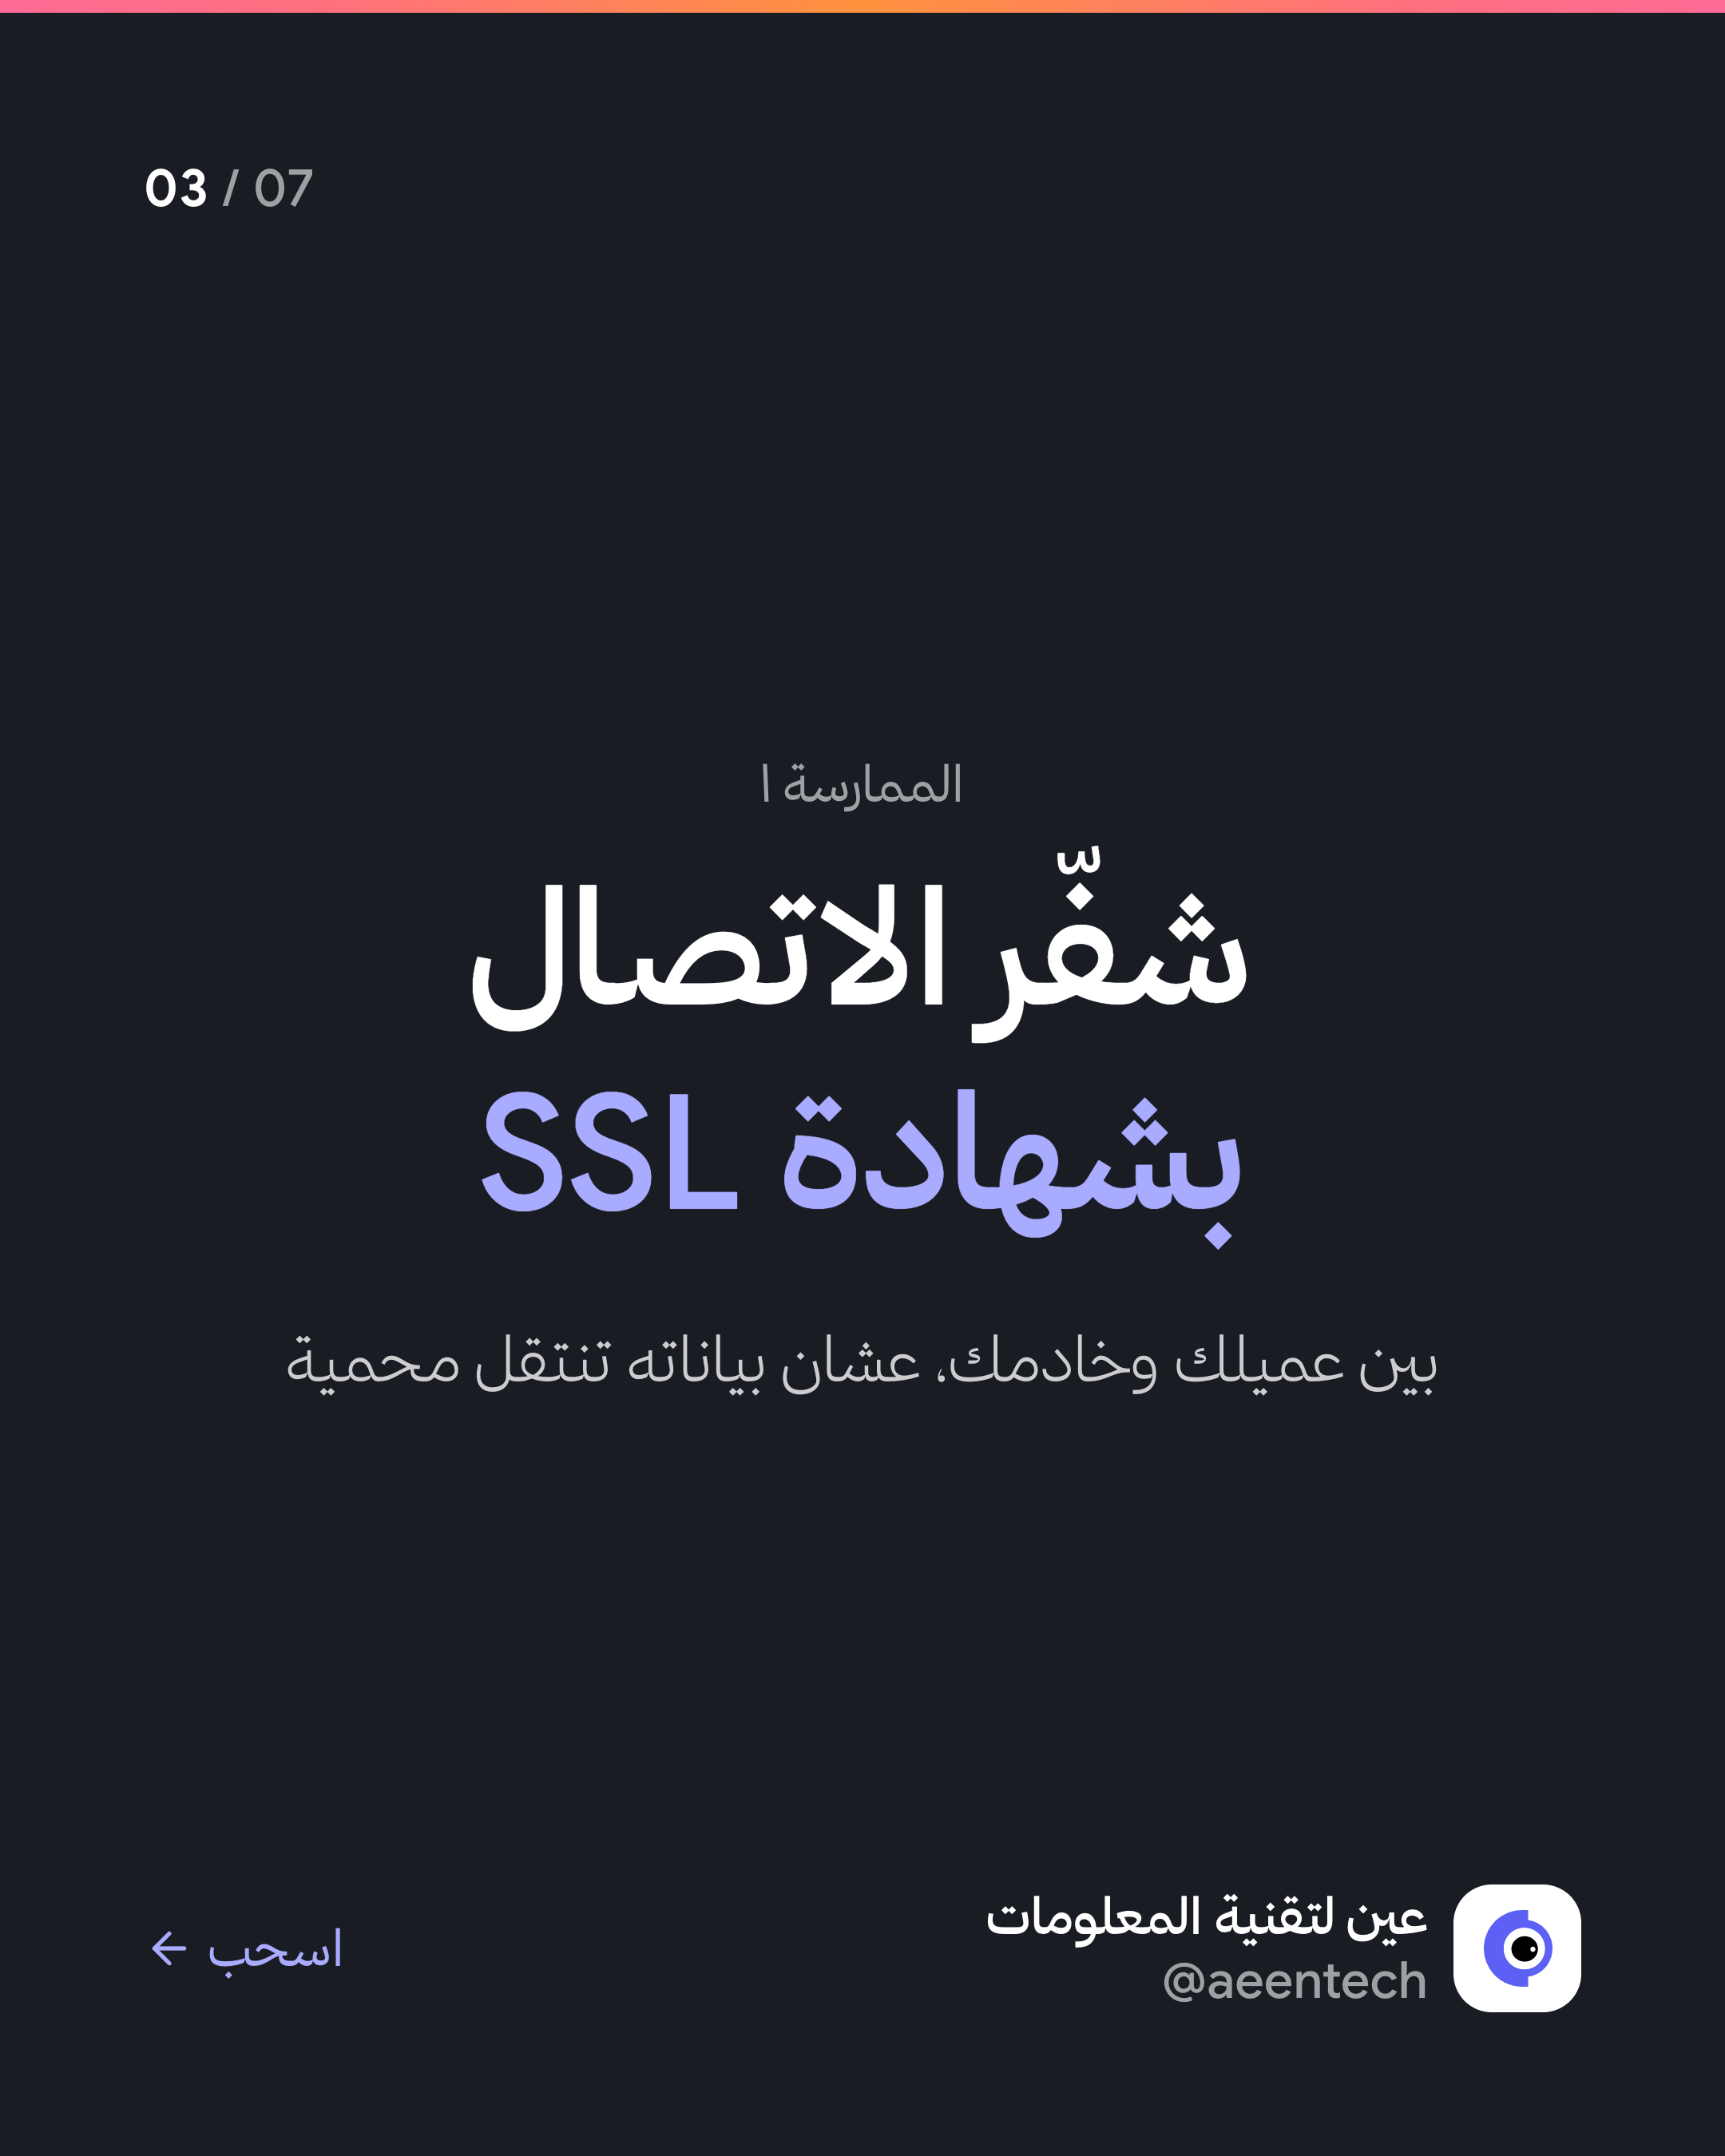 03 / 07
الممارسة ١
شفّر الاتصال
بشهادة SSL
بين عميلك وخادمك، عشان بياناته تنتقل محمية
عين لتقنية المعلومات
@aeentech
اسحب ←